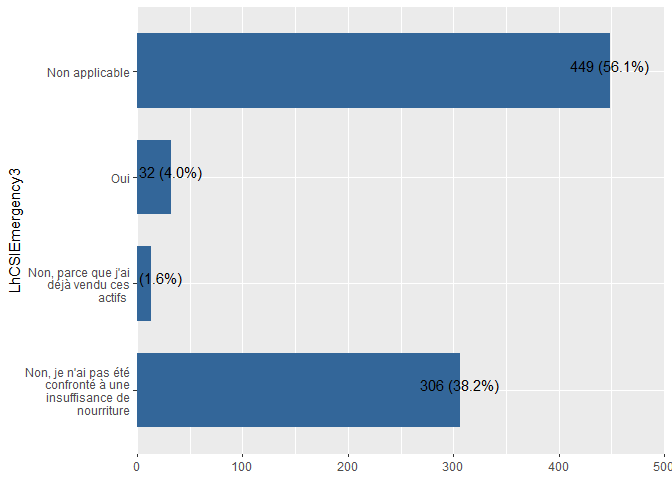 LhCSIEmergency3
Non applicable
449 (56.1%)
Oui
32 (4.0%)
Non, parce que j'ai
déjà vendu ces
actifs
(1.6%)
Non, je n'ai pas été
confronté à une
insuffisance de
nourriture
306 (38.2%)
0 100 200 300 400 500